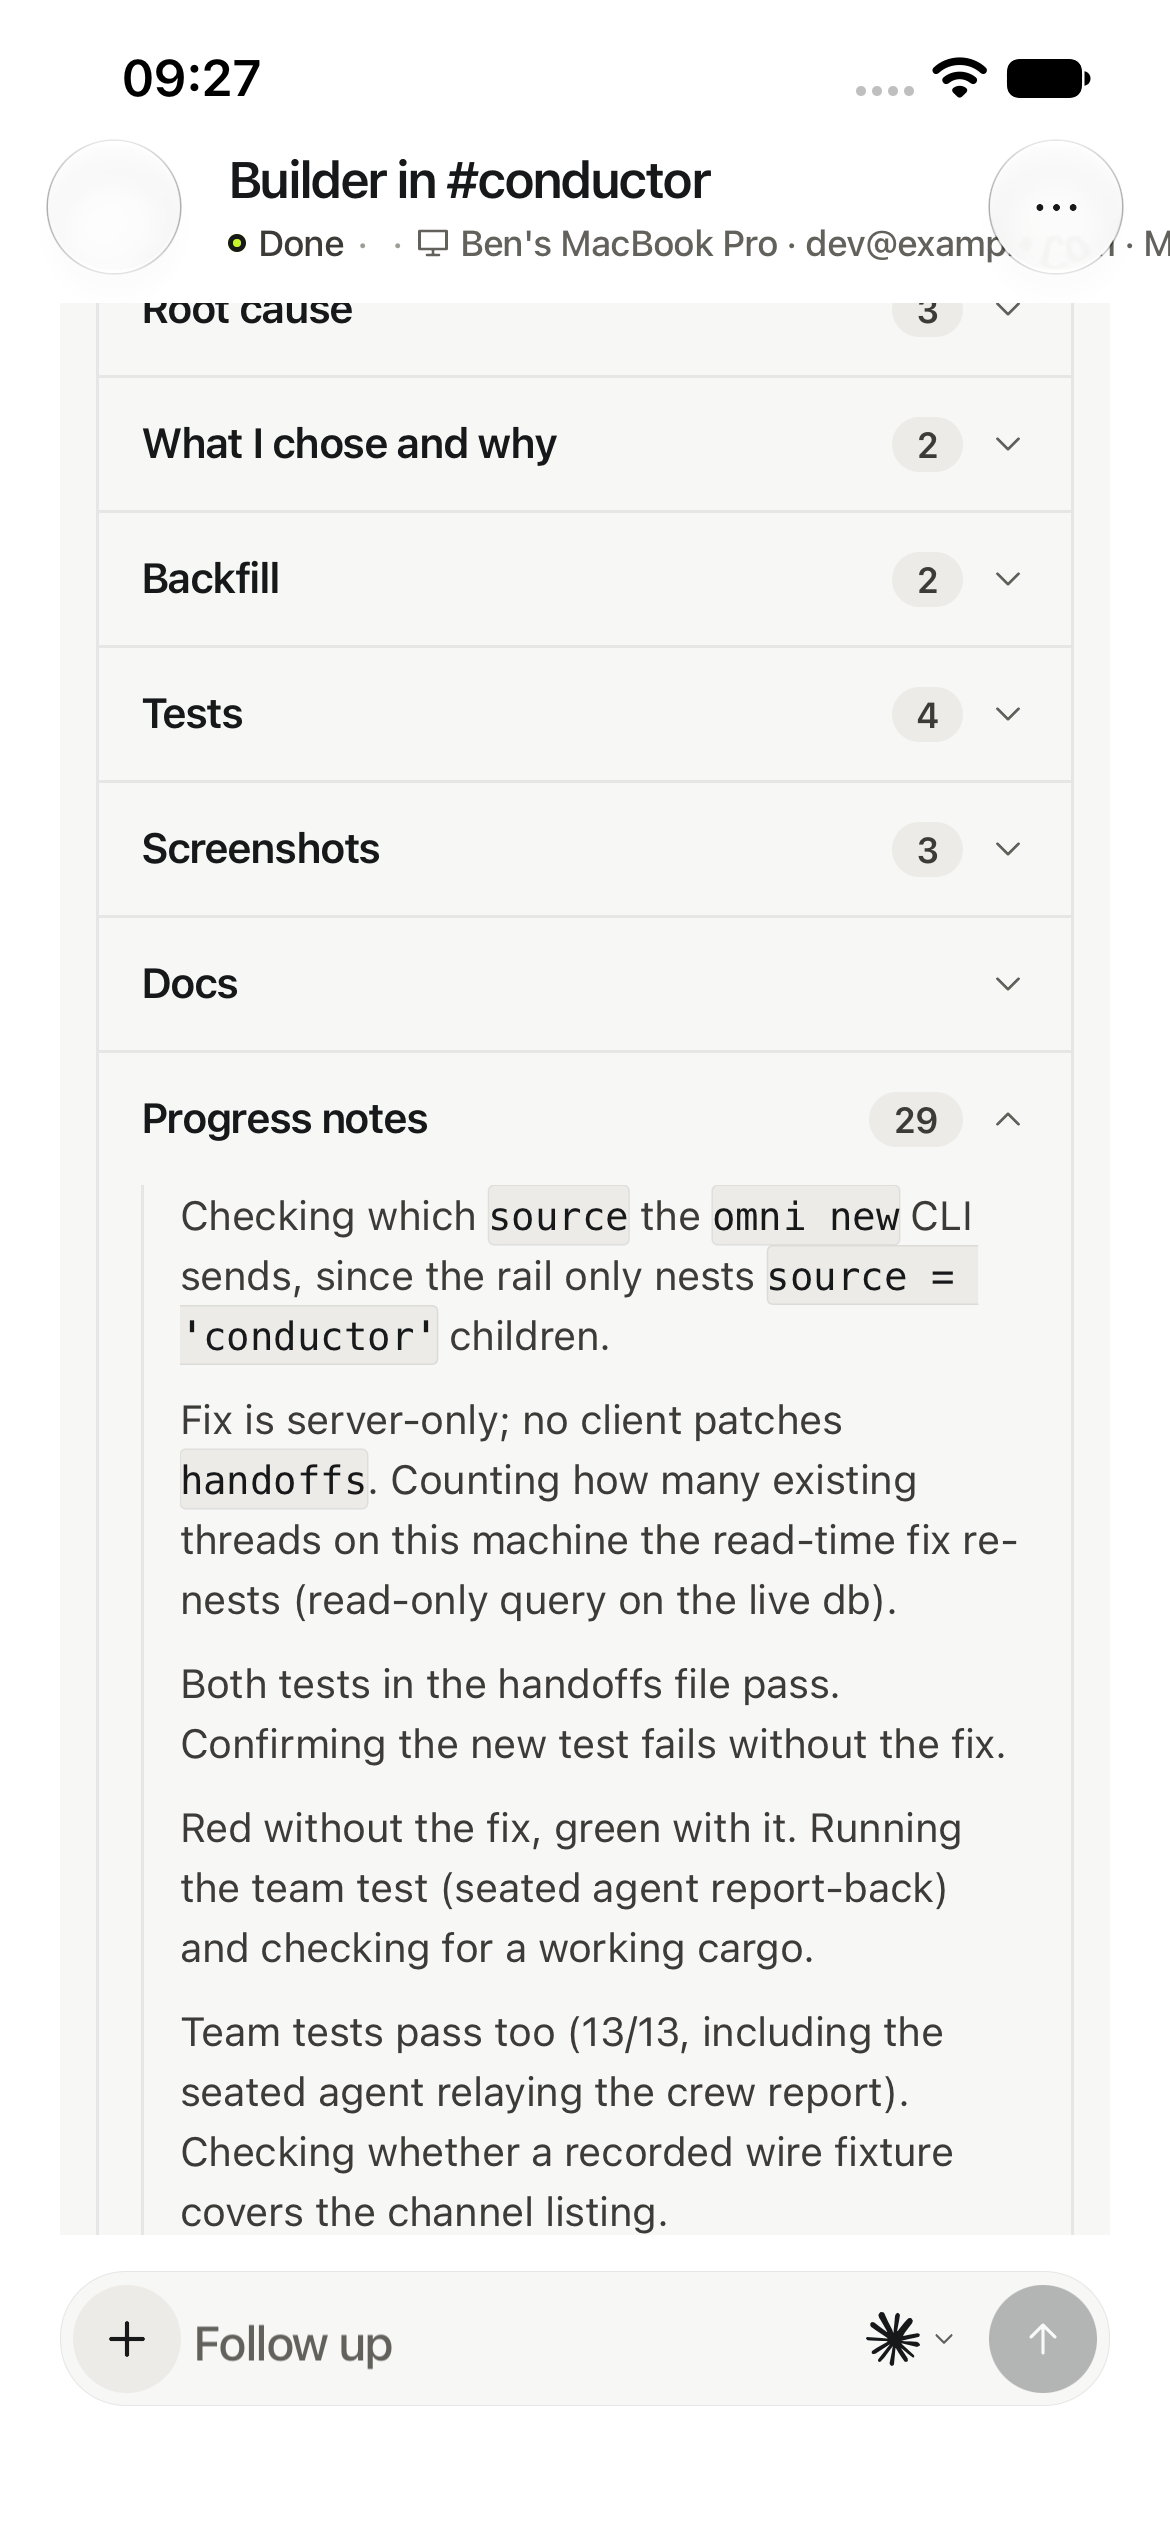 09:27
Builder in #conductor
Done · · Ben's MacBook Pro · dev@examp · M
Root cause 3
What I chose and why 2
Backfill 2
Tests 4
Screenshots 3
Docs
Progress notes 29
Checking which source the omni new CLI
sends, since the rail only nests source =
'conductor' children.
Fix is server-only; no client patches
handoffs. Counting how many existing
threads on this machine the read-time fix re-
nests (read-only query on the live db).
Both tests in the handoffs file pass.
Confirming the new test fails without the fix.
Red without the fix, green with it. Running
the team test (seated agent report-back)
and checking for a working cargo.
Team tests pass too (13/13, including the
seated agent relaying the crew report).
Checking whether a recorded wire fixture
covers the channel listing.
Follow up